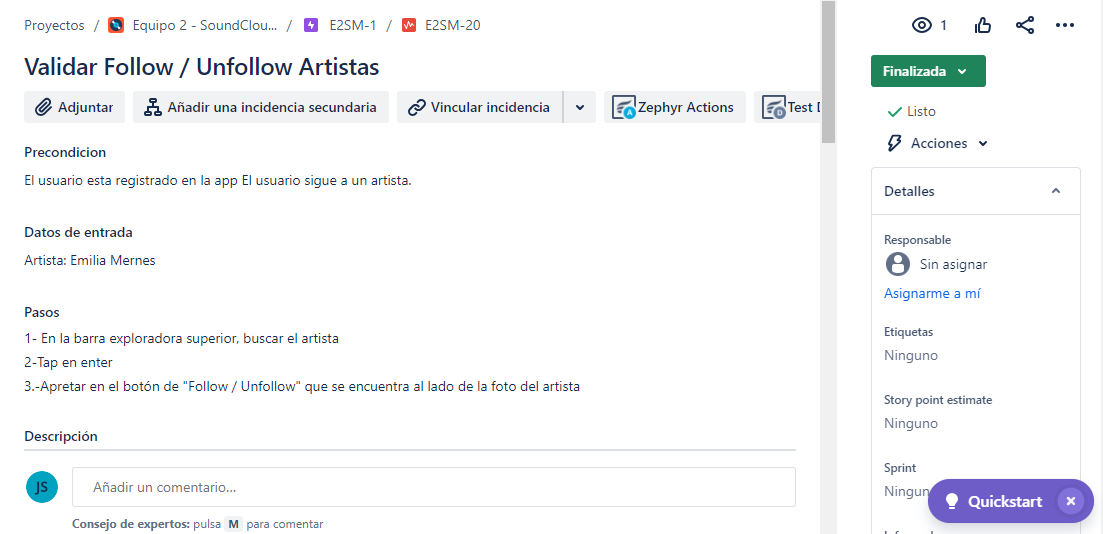 Proyectos / Equipo 2 - SoundClou... / E2SM-1 / E2SM-20
1
Validar Follow / Unfollow Artistas
Finalizada
Adjuntar Añadir una incidencia secundaria Vincular incidencia Zephyr Actions Test
Listo
Acciones
Precondicion
El usuario esta registrado en la app El usuario sigue a un artista.
Datos de entrada
Artista: Emilia Mernes
Pasos
1- En la barra exploradora superior, buscar el artista
2-Tap en enter
3.-Apretar en el botón de "Follow / Unfollow" que se encuentra al lado de la foto del artista
Descripción
JS
Añadir un comentario...
Consejo de expertos: pulsa M para comentar
Detalles
Responsable
Sin asignar
Asignarme a mí
Etiquetas
Ninguno
Story point estimate
Ninguno
Sprint
Quickstart